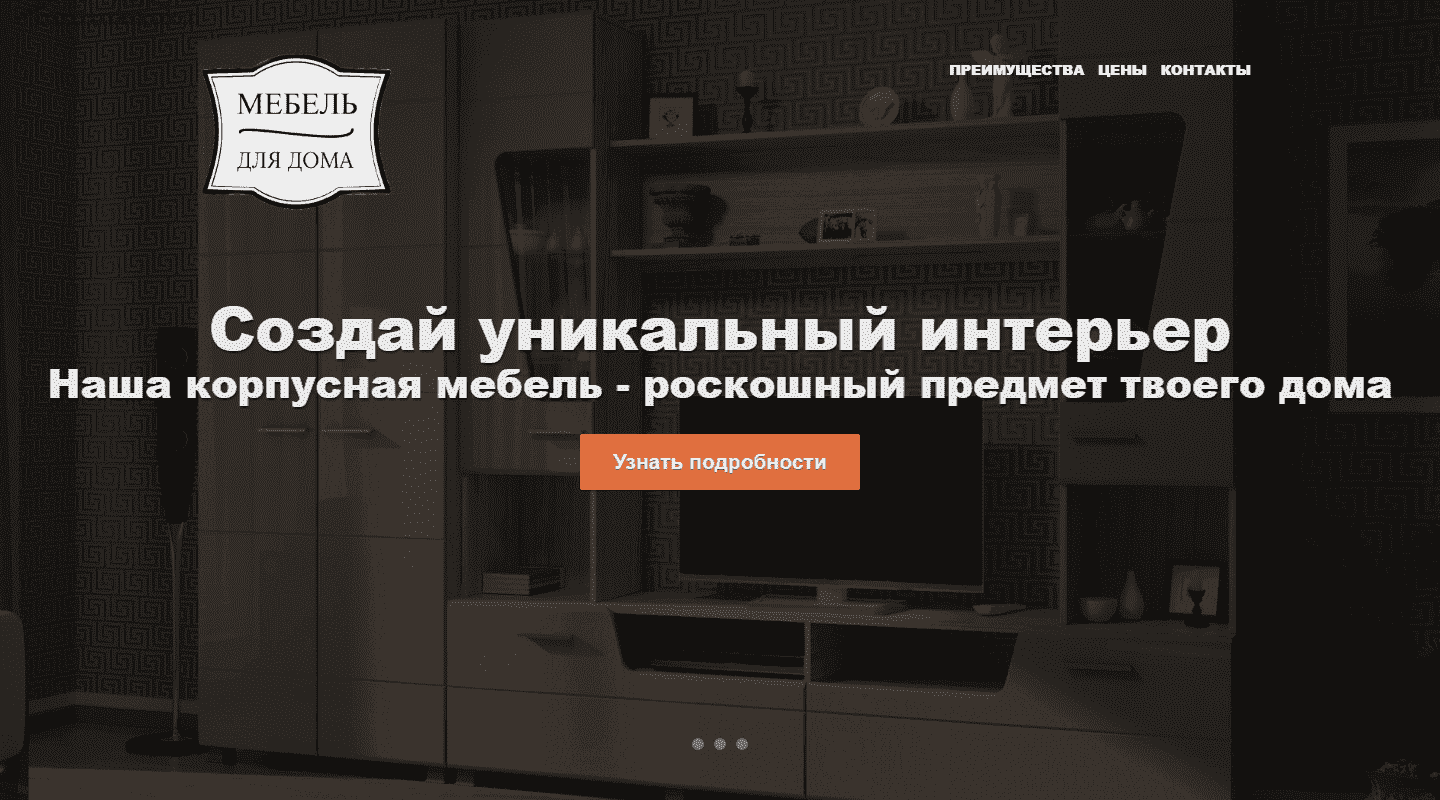 МЕБЕЛЬ
ДЛЯ ДОМА
ПРЕИМУЩЕСТВА ЦЕНЫ КОНТАКТЫ
Создай уникальный интерьер
Наша корпусная мебель - роскошный предмет твоего дома
Узнать подробности